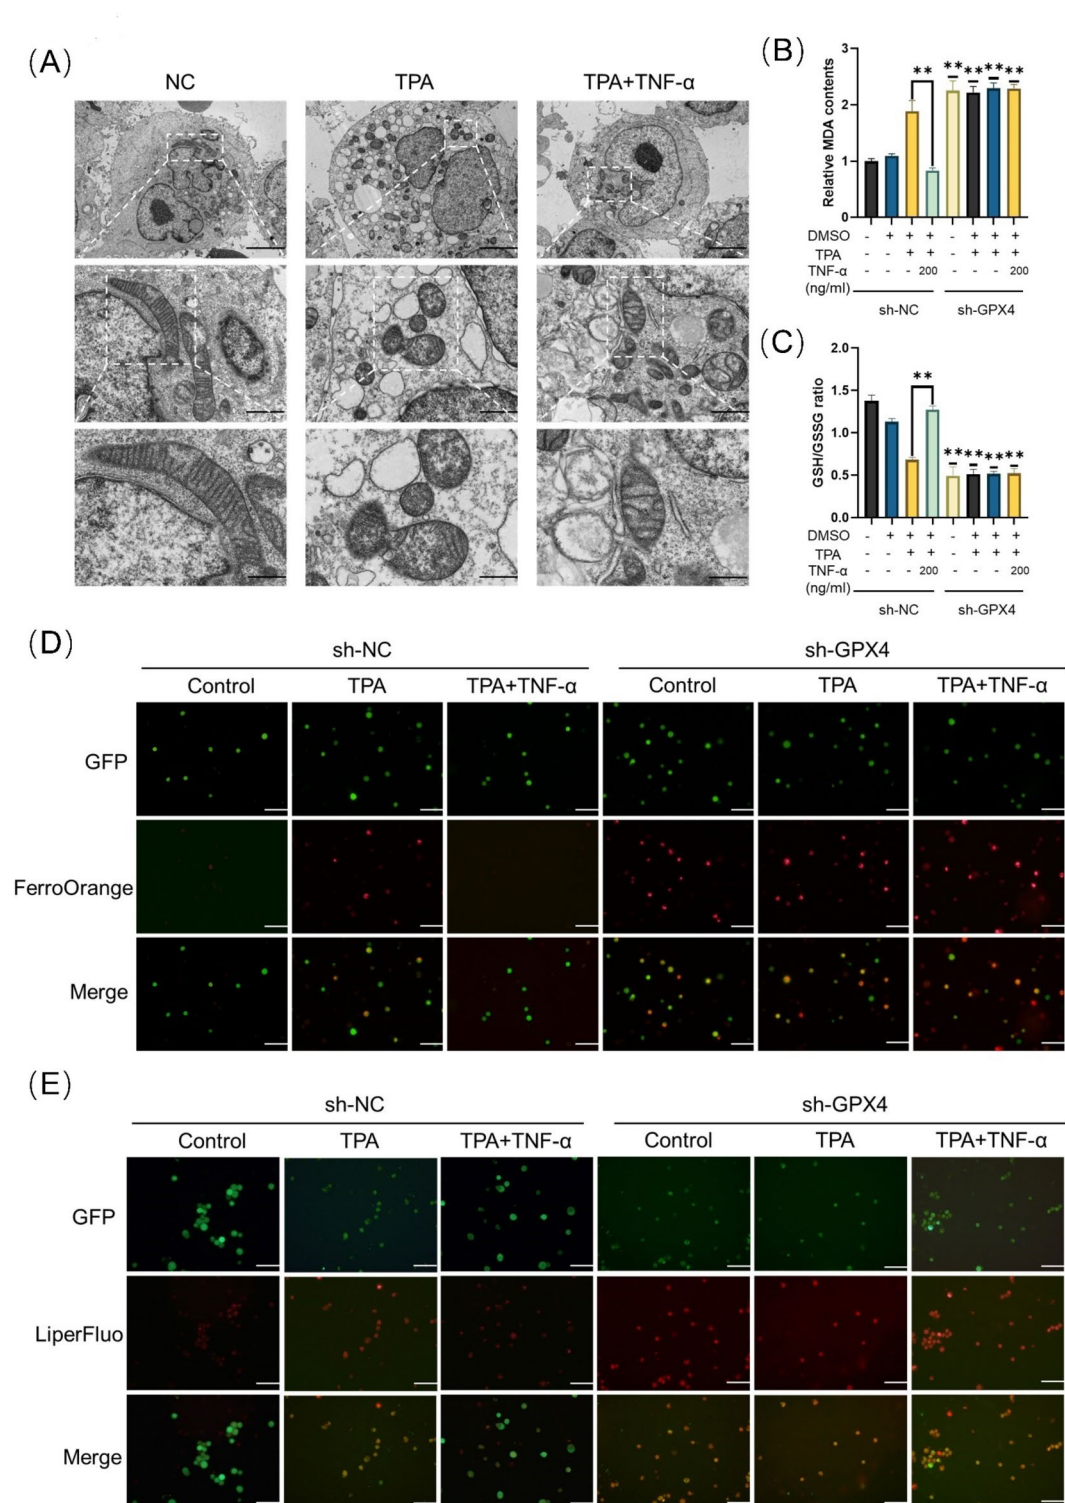 (A)
NC TPA TPA+TNF-α
(B)
Relative MDA contents
3
2
1
0
**
** ** ** **
DMSO - + + + - + + +
TPA - - + + - + + +
TNF-α - - - 200 - - - 200
(ng/ml)
sh-NC sh-GPX4
(C)
GSH/GSSG ratio
2.0
1.5
1.0
0.5
0.0
**
** ** ** **
DMSO - + + + - + + +
TPA - - + + - + + +
TNF-α - - - 200 - - - 200
(ng/ml)
sh-NC sh-GPX4
(D)
sh-NC sh-GPX4
Control TPA TPA+TNF-α Control TPA TPA+TNF-α
GFP
FerroOrange
Merge
(E)
sh-NC sh-GPX4
Control TPA TPA+TNF-α Control TPA TPA+TNF-α
GFP
LiperFluo
Merge